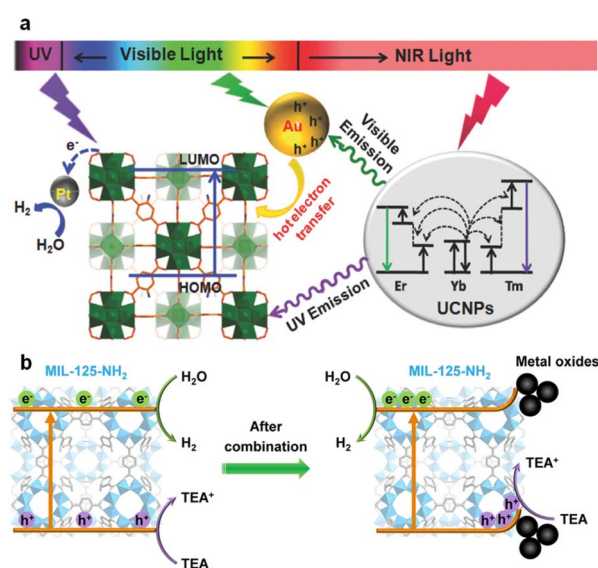 a
UV
Visible Light
NIR Light
h⁺
h⁺ h⁺
Au
h⁺ h⁺
Visible
Emission
e⁻
LUMO
Pt
H₂
H₂O
hot electron
transfer
HOMO
UV Emission
Er
Yb
Tm
UCNPs
b
MIL-125-NH₂
e⁻ e⁻ e⁻
H₂O
H₂
TEA⁺
h⁺ h⁺ h⁺
TEA
After
combination
MIL-125-NH₂
Metal oxides
H₂O
e⁻ e⁻ e⁻
H₂
TEA⁺
h⁺
h⁺ h⁺
TEA